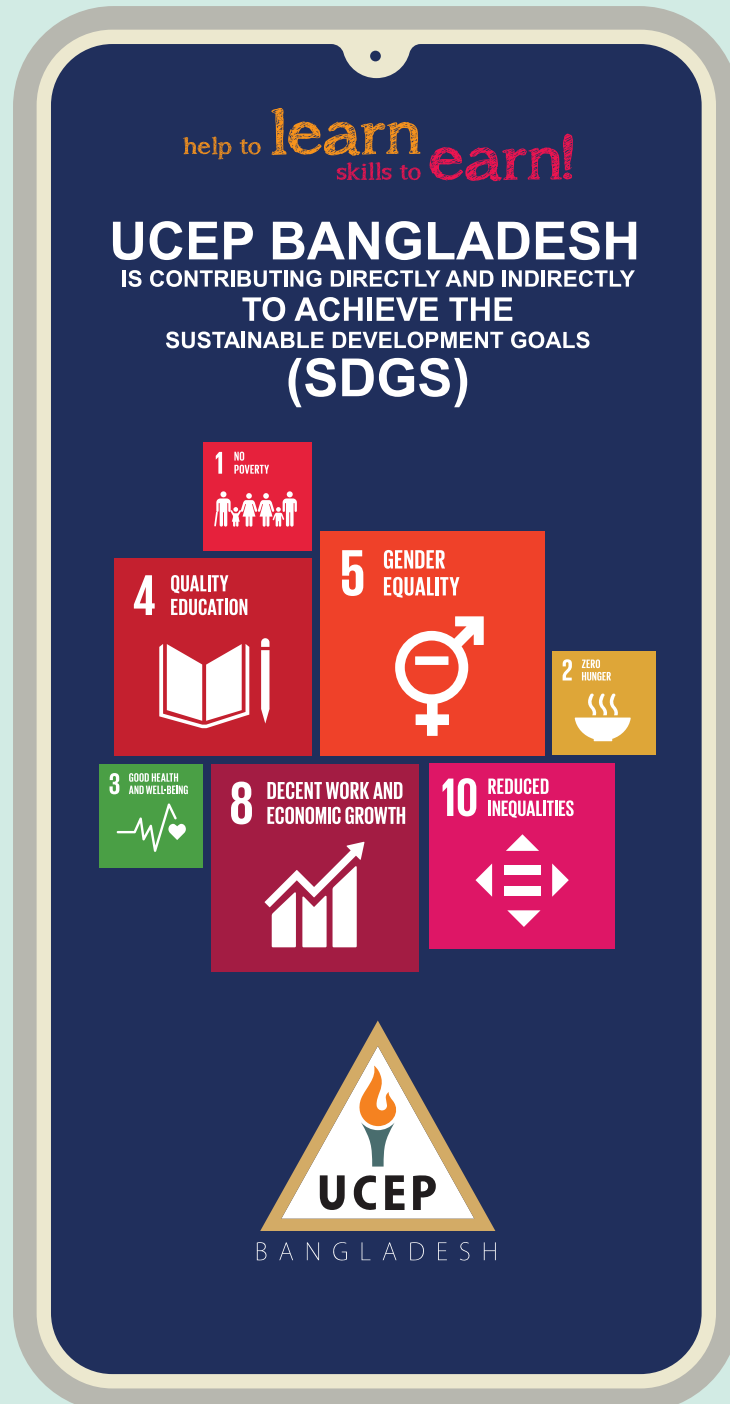 help to learn
skills to earn!
UCEP BANGLADESH
IS CONTRIBUTING DIRECTLY AND INDIRECTLY
TO ACHIEVE THE
SUSTAINABLE DEVELOPMENT GOALS
(SDGS)
1 NO
POVERTY
4 QUALITY
EDUCATION
5 GENDER
EQUALITY
2 ZERO
HUNGER
3 GOOD HEALTH
AND WELL-BEING
8 DECENT WORK AND
ECONOMIC GROWTH
10 REDUCED
INEQUALITIES
UCEP
BANGLADESH